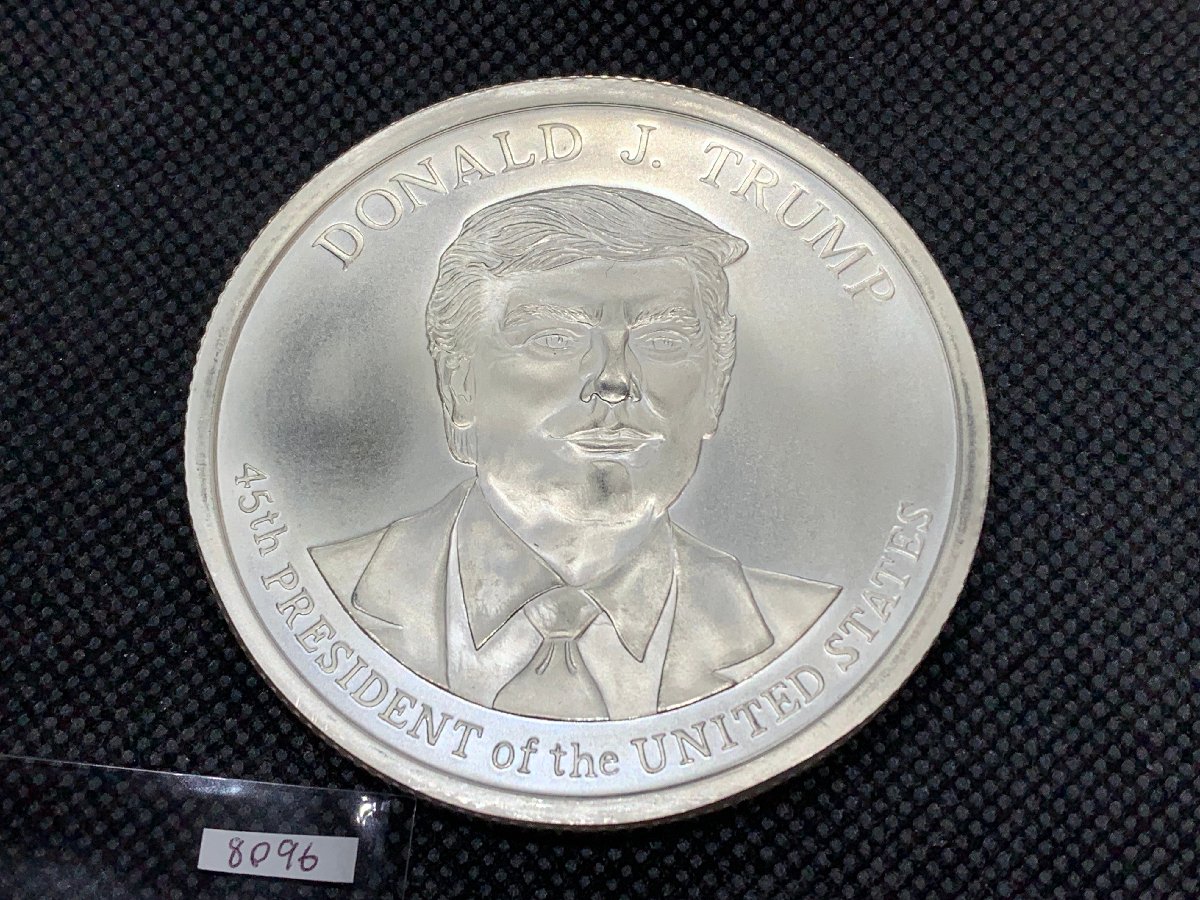 DONALD J. TRUMP
45th PRESIDENT of the UNITED STATES
8096